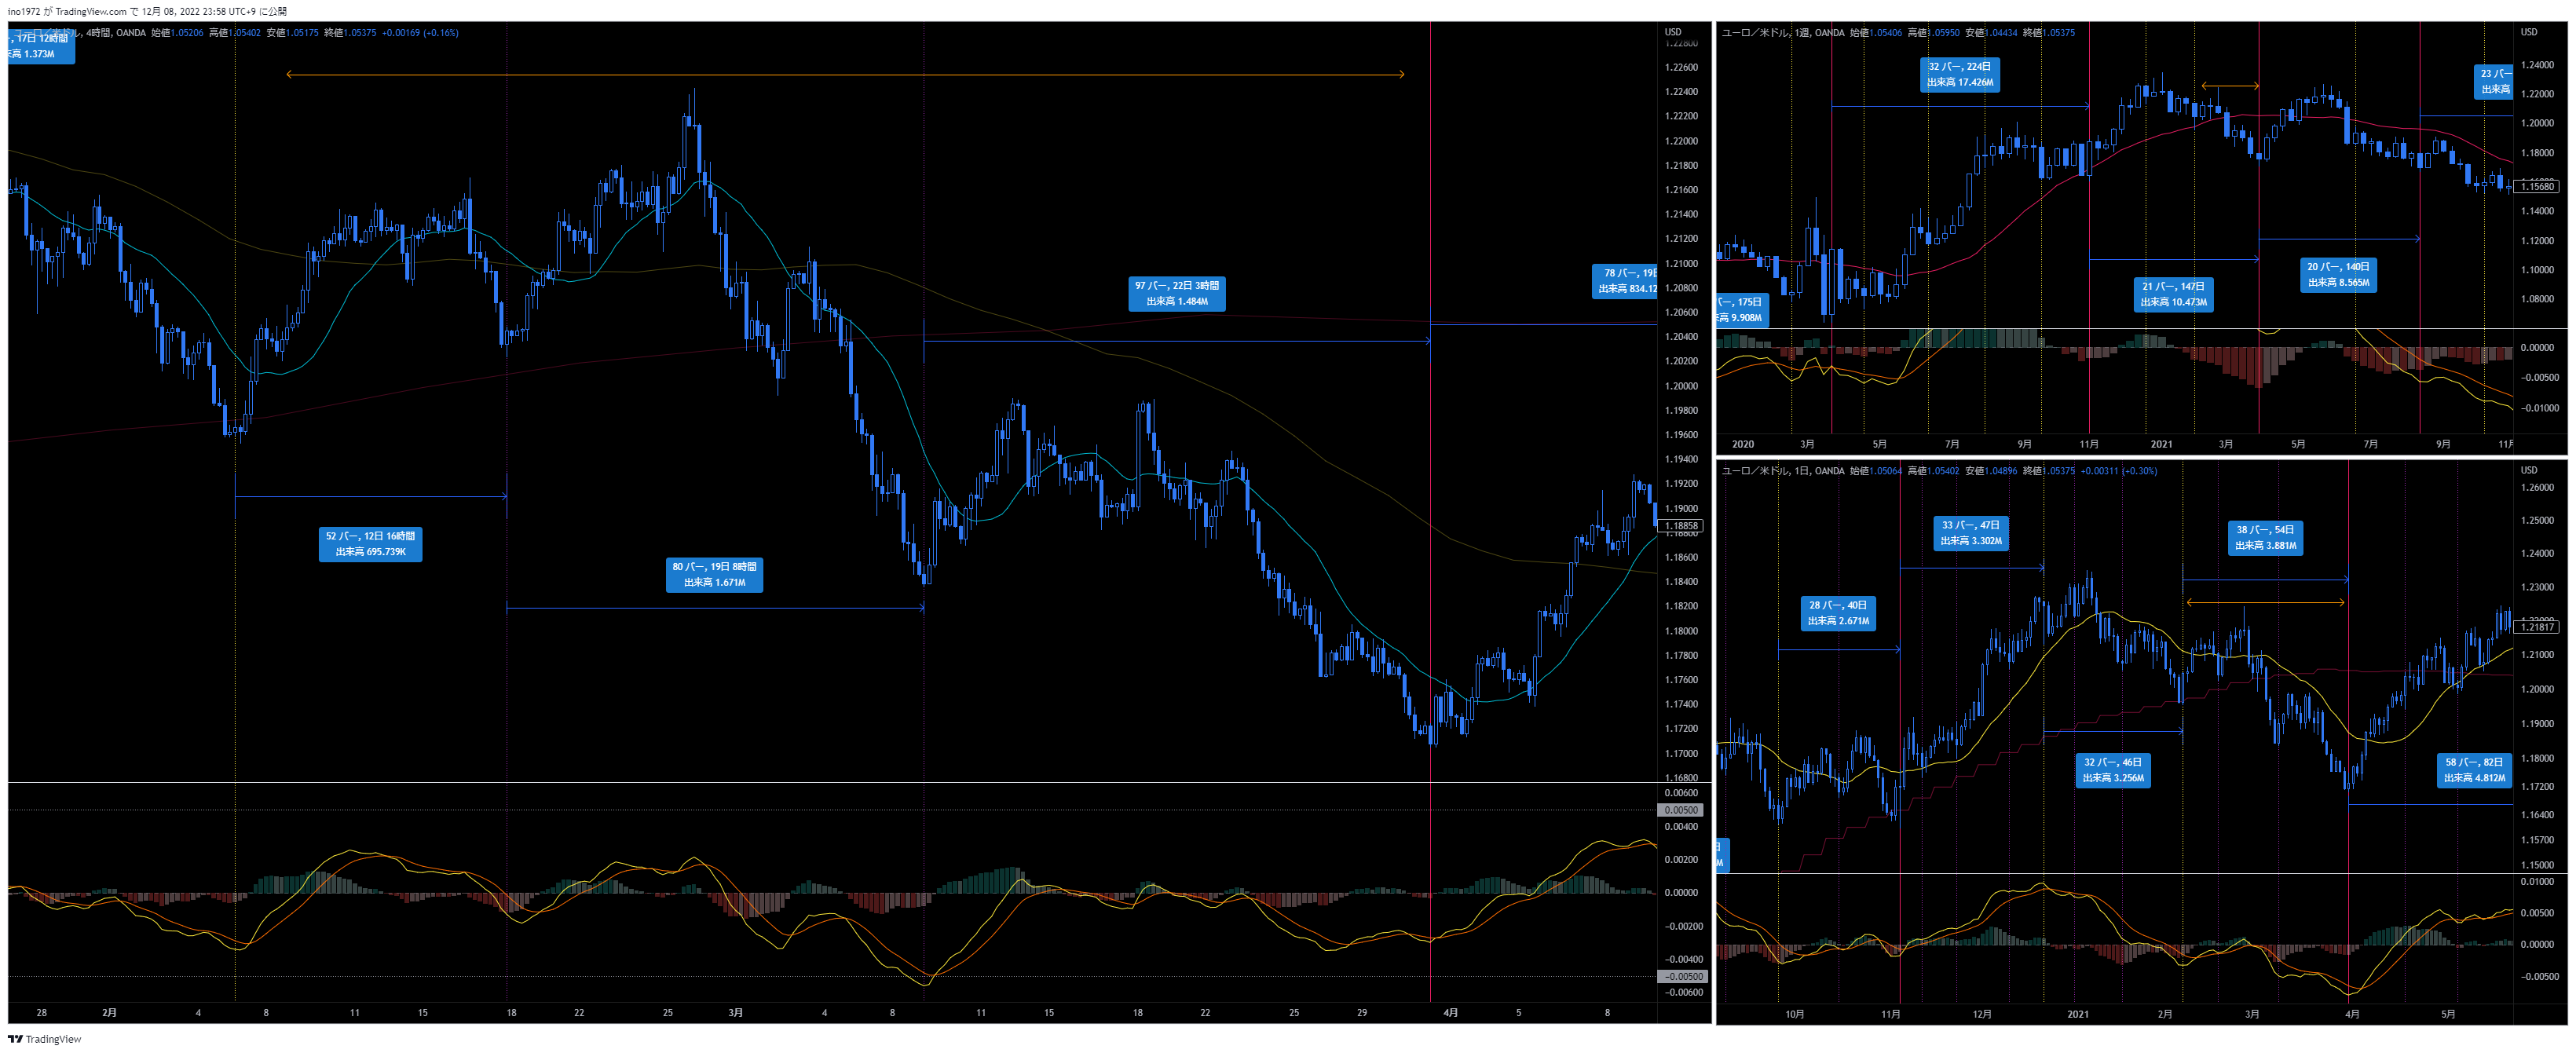 ino1972 が TradingView.com で 12月 08, 2022 23:58 UTC+9 に公開
ユーロ／米ドル, 4時間, OANDA 始値1.05206 高値1.05402 安値1.05175 終値1.05375 +0.00169 (+0.16%)
17日 12時間
高 1.373M
97 バー, 22日 3時間
出来高 1.484M
78 バー, 19日
出来高 834.12
52 バー, 12日 16時間
出来高 695.739K
80 バー, 19日 8時間
出来高 1.671M
USD
1.22800
1.22600
1.22400
1.22200
1.22000
1.21800
1.21600
1.21400
1.21200
1.21000
1.20800
1.20600
1.20400
1.20200
1.20000
1.19800
1.19600
1.19400
1.19200
1.19000
1.18858
1.18800
1.18600
1.18400
1.18200
1.18000
1.17800
1.17600
1.17400
1.17200
1.17000
1.16800
0.00600
0.00500
0.00400
0.00200
0.00000
−0.00200
−0.00400
−0.00500
−0.00600
28 2月 4 8 11 15 18 22 25 3月 4 8 11 15 18 22 25 29 4月 5 8
ユーロ／米ドル, 1週, OANDA 始値1.05406 高値1.05950 安値1.04434 終値1.05375
32 バー, 224日
出来高 17.426M
23 バー
出来高
バー, 175日
高 9.908M
21 バー, 147日
出来高 10.473M
20 バー, 140日
出来高 8.565M
USD
1.24000
1.22000
1.20000
1.18000
1.15680
1.14000
1.12000
1.10000
1.08000
0.00000
−0.00500
−0.01000
2020 3月 5月 7月 9月 11月 2021 3月 5月 7月 9月 11月
ユーロ／米ドル, 1日, OANDA 始値1.05064 高値1.05402 安値1.04896 終値1.05375 +0.00311 (+0.30%)
33 バー, 47日
出来高 3.302M
38 バー, 54日
出来高 3.881M
28 バー, 40日
出来高 2.671M
32 バー, 46日
出来高 3.256M
58 バー, 82日
出来高 4.812M
日
M
USD
1.26000
1.25000
1.24000
1.23000
1.21817
1.21000
1.20000
1.19000
1.18000
1.17200
1.16400
1.15700
1.15000
0.01000
0.00500
0.00000
−0.00500
10月 11月 12月 2021 2月 3月 4月 5月
TradingView